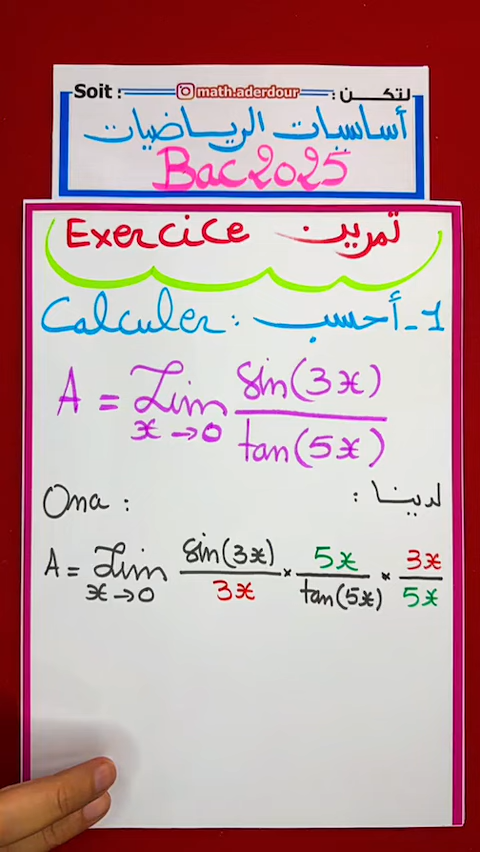 Soit : math.aderdour لتكن :
أساسيات الرياضيات
Bac2025
Exercice تمرين
Calculer : 1-أحسب
A = Lim x→0 sin(3x) / tan(5x)
Ona : لدينا :
A = Lim x→0 sin(3x) / 3x × 5x / tan(5x) × 3x / 5x